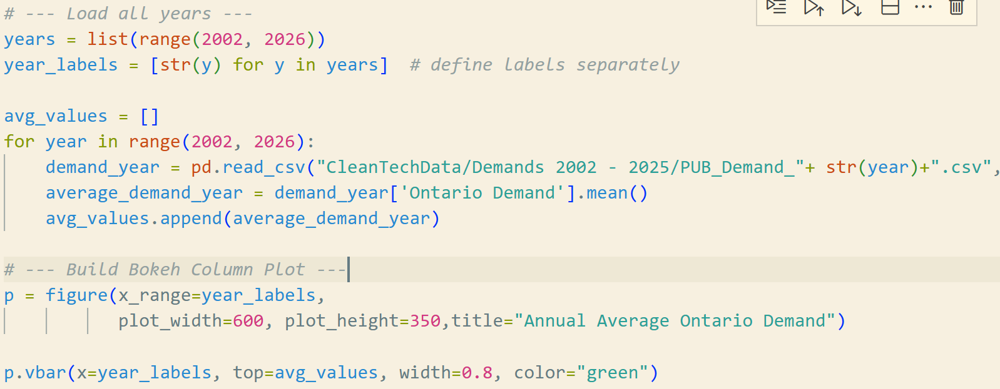 # --- Load all years ---
years = list(range(2002, 2026))
year_labels = [str(y) for y in years]  # define labels separately
avg_values = []
for year in range(2002, 2026):
    demand_year = pd.read_csv("CleanTechData/Demands 2002 - 2025/PUB_Demand_"+ str(year)+".csv",
    average_demand_year = demand_year['Ontario Demand'].mean()
    avg_values.append(average_demand_year)
# --- Build Bokeh Column Plot ---
p = figure(x_range=year_labels,
           plot_width=600, plot_height=350,title="Annual Average Ontario Demand")
p.vbar(x=year_labels, top=avg_values, width=0.8, color="green")